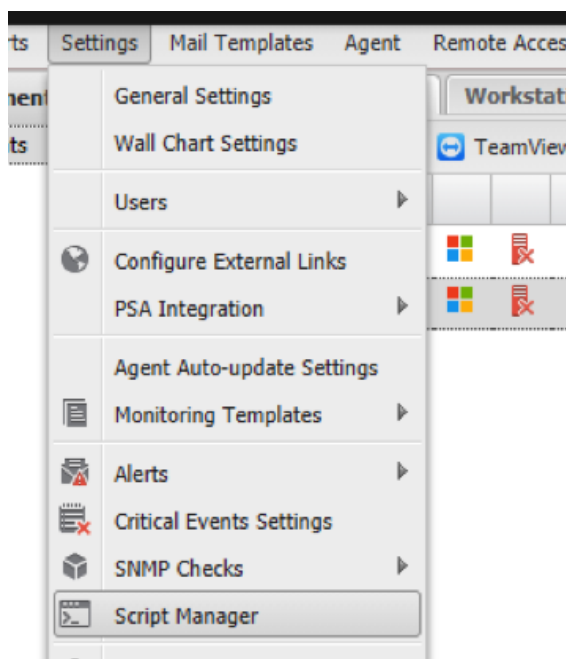 rts Settings Mail Templates Agent Remote Acces
ment
Workstat
ts
TeamView
General Settings
Wall Chart Settings
Users
Configure External Links
PSA Integration
Agent Auto-update Settings
Monitoring Templates
Alerts
Critical Events Settings
SNMP Checks
Script Manager